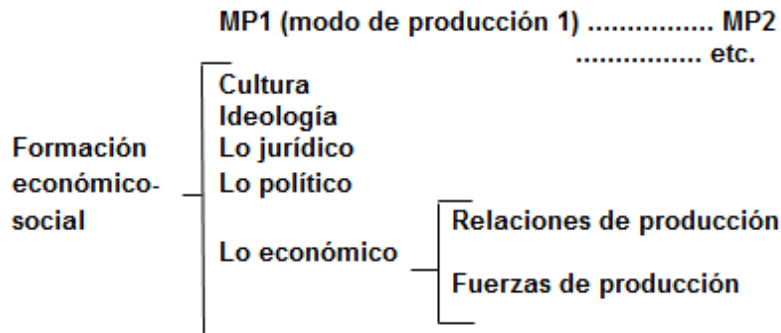 MP1 (modo de producción 1) ................ MP2
................ etc.
Cultura
Ideología
Formación
económico-
social
Lo jurídico
Lo político
Lo económico
Relaciones de producción
Fuerzas de producción